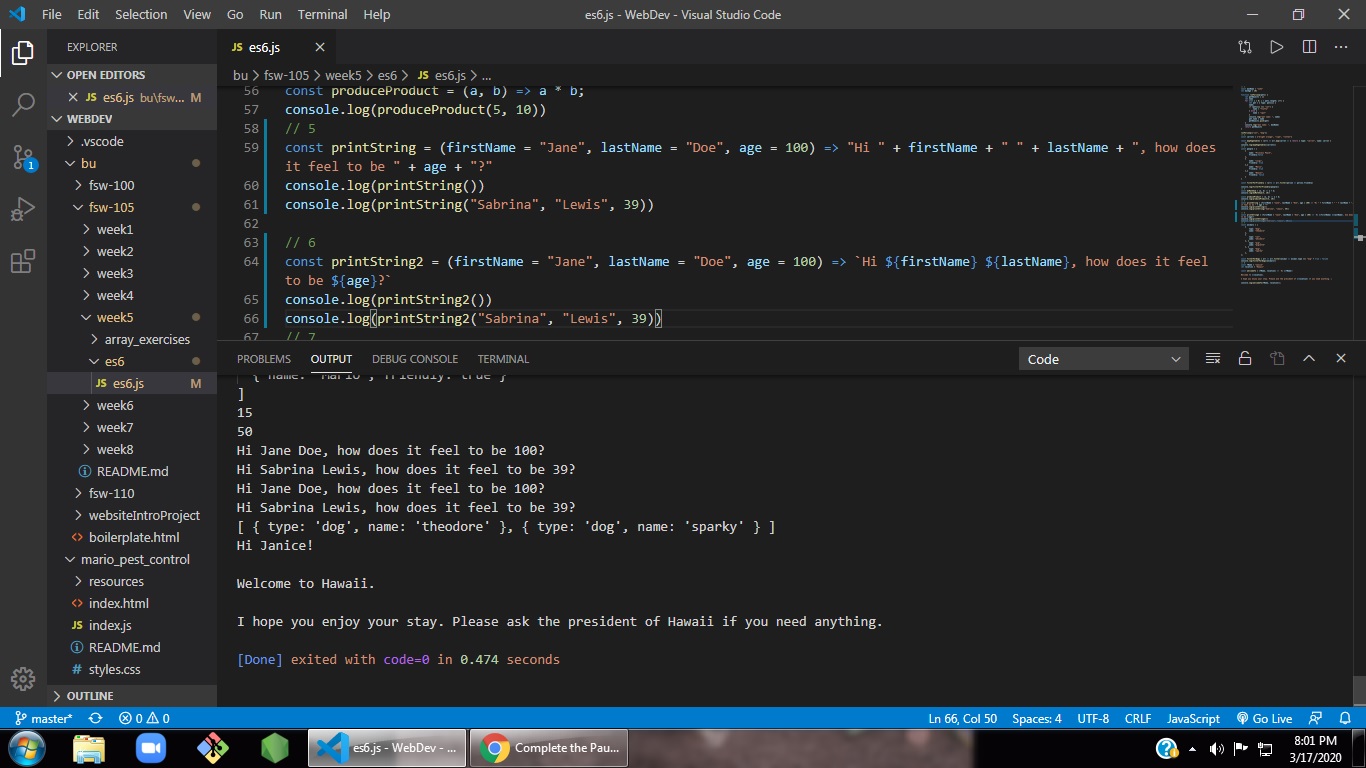 File Edit Selection View Go Run Terminal Help es6.js - WebDev - Visual Studio Code
EXPLORER
OPEN EDITORS
JS es6.js bu\fsw... M
WEBDEV
.vscode
bu
fsw-100
fsw-105
week1
week2
week3
week4
week5
array_exercises
es6
JS es6.js M
week6
week7
week8
README.md
fsw-110
websiteIntroProject
boilerplate.html
mario_pest_control
resources
index.html
JS index.js
README.md
# styles.css
OUTLINE
1
JS es6.js
bu > fsw-105 > week5 > es6 > JS es6.js > ...
56 const produceProduct = (a, b) => a * b;
57 console.log(produceProduct(5, 10))
58 // 5
59 const printString = (firstName = "Jane", lastName = "Doe", age = 100) => "Hi " + firstName + " " + lastName + ", how does
it feel to be " + age + "?"
60 console.log(printString())
61 console.log(printString("Sabrina", "Lewis", 39))
62
63 // 6
64 const printString2 = (firstName = "Jane", lastName = "Doe", age = 100) => `Hi ${firstName} ${lastName}, how does it feel
to be ${age}?`
65 console.log(printString2())
66 console.log(printString2("Sabrina", "Lewis", 39))
67 // 7
PROBLEMS OUTPUT DEBUG CONSOLE TERMINAL Code
{ name: 'Mario', friendly: true }
]
15
50
Hi Jane Doe, how does it feel to be 100?
Hi Sabrina Lewis, how does it feel to be 39?
Hi Jane Doe, how does it feel to be 100?
Hi Sabrina Lewis, how does it feel to be 39?
[ { type: 'dog', name: 'theodore' }, { type: 'dog', name: 'sparky' } ]
Hi Janice!
Welcome to Hawaii.
I hope you enjoy your stay. Please ask the president of Hawaii if you need anything.
[Done] exited with code=0 in 0.474 seconds
master* 0 0 Ln 66, Col 50 Spaces: 4 UTF-8 CRLF JavaScript Go Live
es6.js - WebDev - ... Complete the Pau... 8:01 PM
3/17/2020